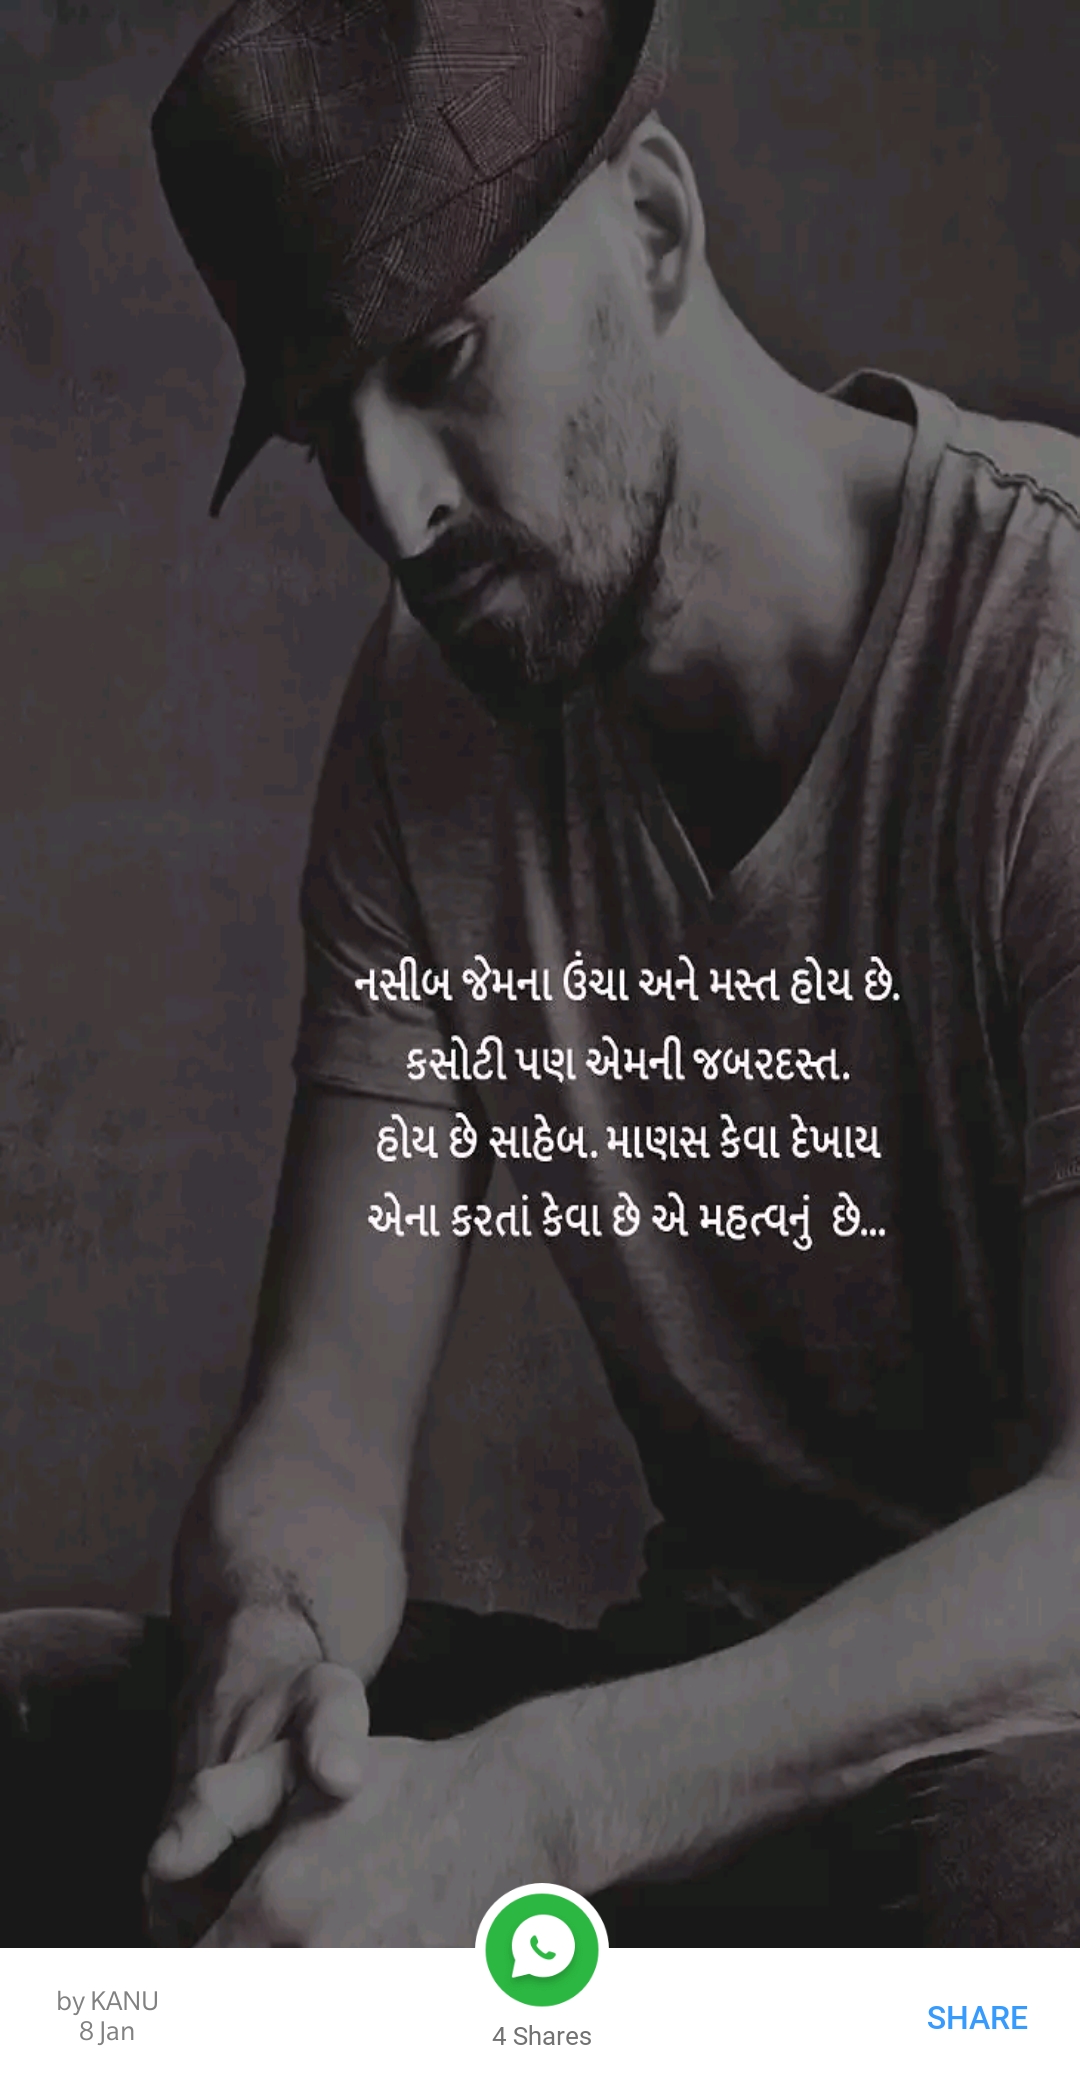 નસીબ જેમના ઉંચા અને મસ્ત હોય છે.
કસોટી પણ એમની જબરદસ્ત.
હોય છે સાહેબ. માણસ કેવા દેખાય
એના કરતાં કેવા છે એ મહત્વનું  છે...
by KANU
8 Jan
4 Shares
SHARE